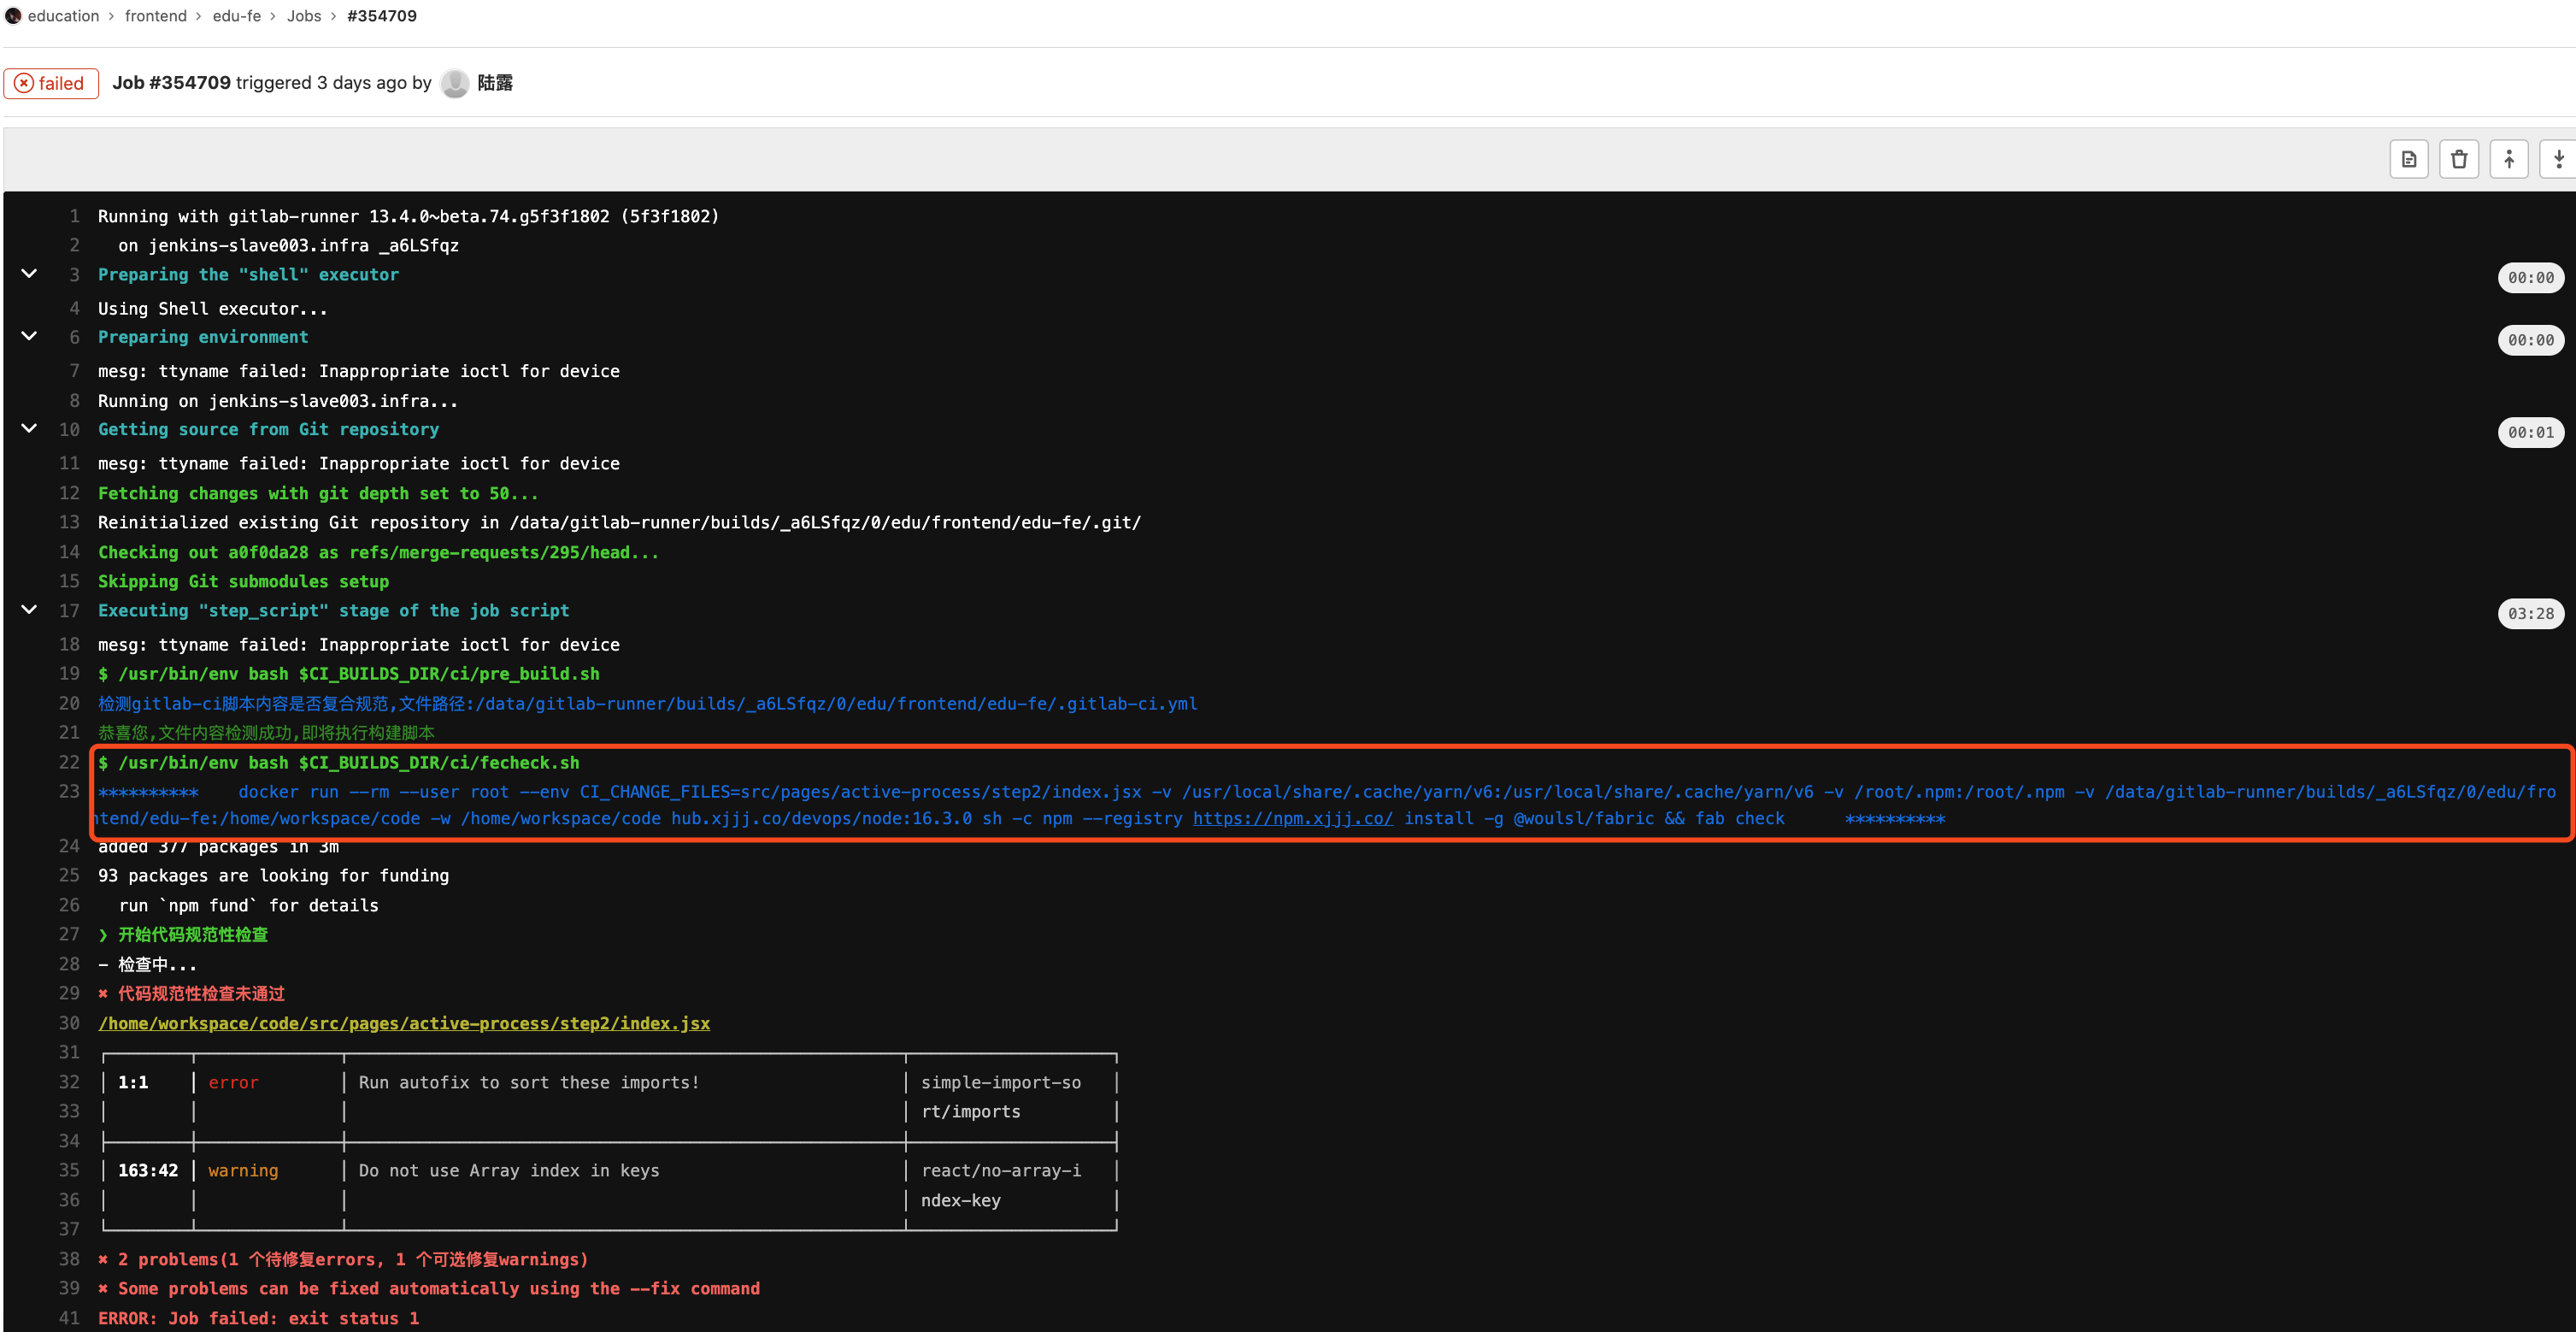 education › frontend › edu-fe › Jobs › #354709
failed Job #354709 triggered 3 days ago by 陆露
1 Running with gitlab-runner 13.4.0~beta.74.g5f3f1802 (5f3f1802)
2 on jenkins-slave003.infra _a6LSfqz
3 Preparing the "shell" executor 00:00
4 Using Shell executor...
6 Preparing environment 00:00
7 mesg: ttyname failed: Inappropriate ioctl for device
8 Running on jenkins-slave003.infra...
10 Getting source from Git repository 00:01
11 mesg: ttyname failed: Inappropriate ioctl for device
12 Fetching changes with git depth set to 50...
13 Reinitialized existing Git repository in /data/gitlab-runner/builds/_a6LSfqz/0/edu/frontend/edu-fe/.git/
14 Checking out a0f0da28 as refs/merge-requests/295/head...
15 Skipping Git submodules setup
17 Executing "step_script" stage of the job script 03:28
18 mesg: ttyname failed: Inappropriate ioctl for device
19 $ /usr/bin/env bash $CI_BUILDS_DIR/ci/pre_build.sh
20 检测gitlab-ci脚本内容是否复合规范,文件路径:/data/gitlab-runner/builds/_a6LSfqz/0/edu/frontend/edu-fe/.gitlab-ci.yml
21 恭喜您,文件内容检测成功,即将执行构建脚本
22 $ /usr/bin/env bash $CI_BUILDS_DIR/ci/fecheck.sh
23 ********** docker run --rm --user root --env CI_CHANGE_FILES=src/pages/active-process/step2/index.jsx -v /usr/local/share/.cache/yarn/v6:/usr/local/share/.cache/yarn/v6 -v /root/.npm:/root/.npm -v /data/gitlab-runner/builds/_a6LSfqz/0/edu/fro
ntend/edu-fe:/home/workspace/code -w /home/workspace/code hub.xjjj.co/devops/node:16.3.0 sh -c npm --registry https://npm.xjjj.co/ install -g @woulsl/fabric && fab check **********
24 added 377 packages in 3m
25 93 packages are looking for funding
26 run `npm fund` for details
27 ❯ 开始代码规范性检查
28 - 检查中...
29 ✖ 代码规范性检查未通过
30 /home/workspace/code/src/pages/active-process/step2/index.jsx
31
32 1:1 error Run autofix to sort these imports! simple-import-so
33 rt/imports
34
35 163:42 warning Do not use Array index in keys react/no-array-i
36 ndex-key
37
38 ✖ 2 problems(1 个待修复errors, 1 个可选修复warnings)
39 ✖ Some problems can be fixed automatically using the --fix command
41 ERROR: Job failed: exit status 1